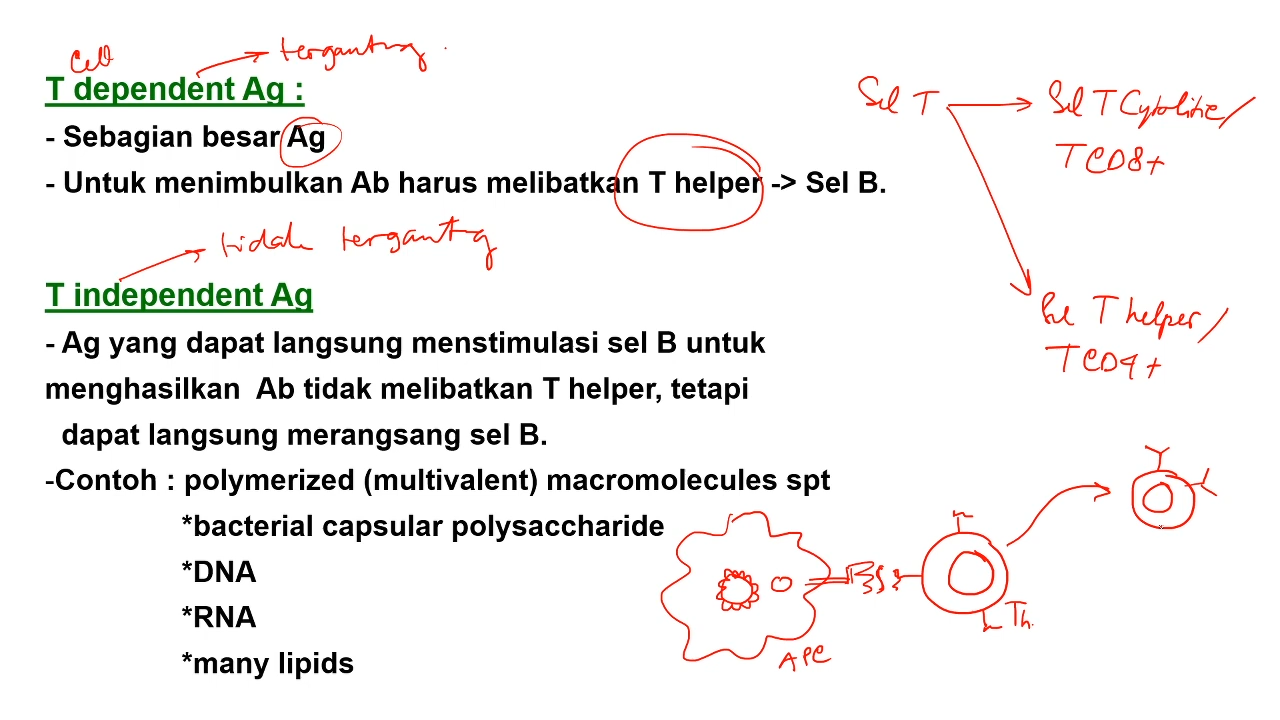 Cell
tergantung
T dependent Ag :
- Sebagian besar Ag
- Untuk menimbulkan Ab harus melibatkan T helper -> Sel B.
tidak tergantung
T independent Ag
- Ag yang dapat langsung menstimulasi sel B untuk
menghasilkan Ab tidak melibatkan T helper, tetapi
dapat langsung merangsang sel B.
-Contoh : polymerized (multivalent) macromolecules spt
*bacterial capsular polysaccharide
*DNA
*RNA
*many lipids
Sel T
Sel T Cytolitic/
T CD8+
Sel T helper/
T CD4+
APC
Th.